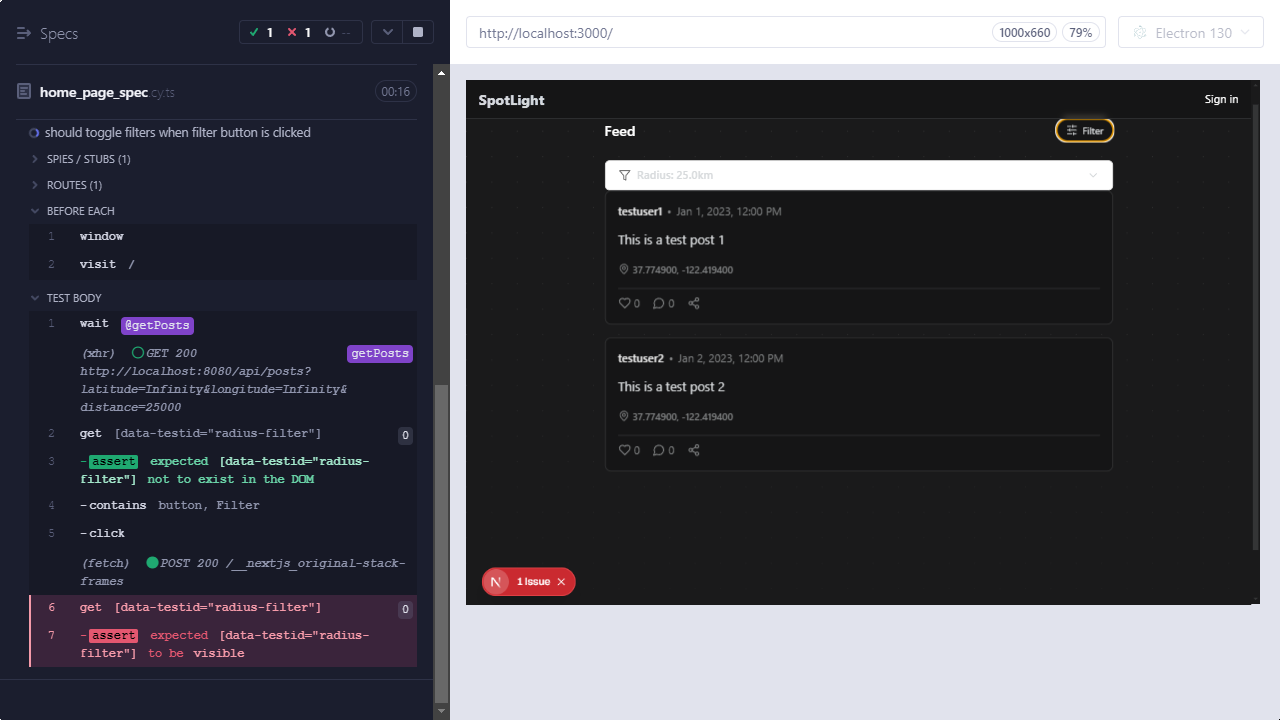 Specs
1
1
--
http://localhost:3000/
1000x660
79%
Electron 130
home_page_spec.cy.ts
00:16
should toggle filters when filter button is clicked
SPIES / STUBS (1)
ROUTES (1)
BEFORE EACH
1 window
2 visit /
TEST BODY
1 wait @getPosts
(xhr) GET 200 getPosts
http://localhost:8080/api/posts?
latitude=Infinity&longitude=Infinity&
distance=25000
2 get [data-testid="radius-filter"] 0
3 -assert expected [data-testid="radius-
filter"] not to exist in the DOM
4 -contains button, Filter
5 -click
(fetch) POST 200 /__nextjs_original-stack-
frames
6 get [data-testid="radius-filter"] 0
7 -assert expected [data-testid="radius-
filter"] to be visible
SpotLight
Sign in
Feed
Filter
Radius: 25.0km
testuser1 • Jan 1, 2023, 12:00 PM
This is a test post 1
37.774900, -122.419400
0 0
testuser2 • Jan 2, 2023, 12:00 PM
This is a test post 2
37.774900, -122.419400
0 0
N 1 Issue